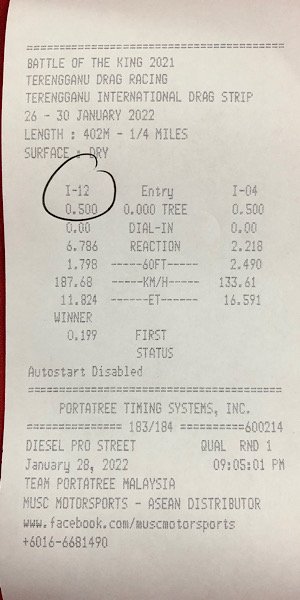 ================================
BATTLE OF THE KING 2021
TERENGGANU DRAG RACING
TERENGGANU INTERNATIONAL DRAG STRIP
26 - 30 JANUARY 2022
LENGTH : 402M - 1/4 MILES
SURFACE : DRY
I-12 Entry I-04
0.500 0.000 TREE 0.500
0.00 DIAL-IN 0.00
6.786 REACTION 2.218
1.798 -----60FT----- 2.490
187.68 -----KM/H----- 133.61
11.824 ------ET------ 16.591
WINNER
0.199 FIRST
STATUS
Autostart Disabled
================================
PORTATREE TIMING SYSTEMS, INC.
============== 183/184 ==========600214
DIESEL PRO STREET QUAL RND 1
January 28, 2022 09:05:01 PM
TEAM PORTATREE MALAYSIA
MUSC MOTORSPORTS - ASEAN DISTRIBUTOR
www.facebook.com/muscmotorsports
+6016-6681490